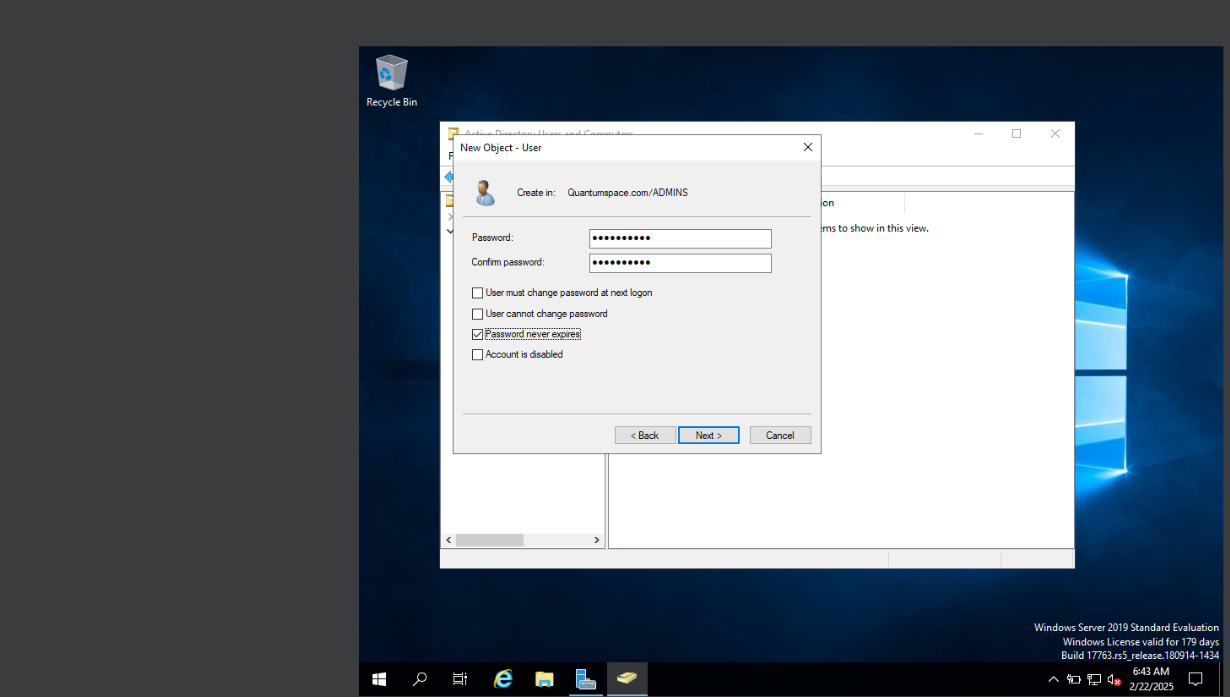 Recycle Bin
Active Directory Users and Computers
New Object - User
F
Create in: Quantumspace.com/ADMINS
ion
Password: ●●●●●●●●●●
ems to show in this view.
Confirm password: ●●●●●●●●●●
User must change password at next logon
User cannot change password
Password never expires
Account is disabled
< Back
Next >
Cancel
Windows Server 2019 Standard Evaluation
Windows License valid for 179 days
Build 17763.rs5_release.180914-1434
6:43 AM
2/22/2025